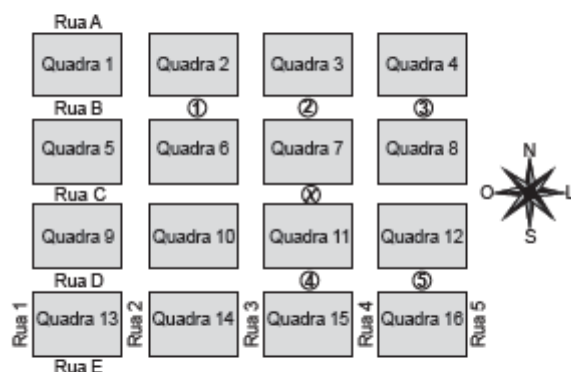 Rua A
Quadra 1 Quadra 2 Quadra 3 Quadra 4
Rua B ① ② ③
Quadra 5 Quadra 6 Quadra 7 Quadra 8
N
Rua C Ⓧ O L
S
Quadra 9 Quadra 10 Quadra 11 Quadra 12
Rua D ④ ⑤
Rua 1 Quadra 13 Rua 2 Quadra 14 Rua 3 Quadra 15 Rua 4 Quadra 16 Rua 5
Rua E